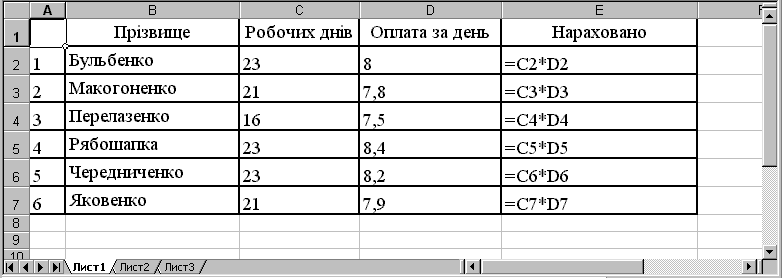 A B C D E F
1 Прізвище Робочих днів Оплата за день Нараховано
2 1 Бульбенко 23 8 =C2*D2
3 2 Макогоненко 21 7,8 =C3*D3
4 3 Перелазенко 16 7,5 =C4*D4
5 4 Рябошапка 23 8,4 =C5*D5
6 5 Чередниченко 23 8,2 =C6*D6
7 6 Яковенко 21 7,9 =C7*D7
8
9
10
Лист1 Лист2 Лист3